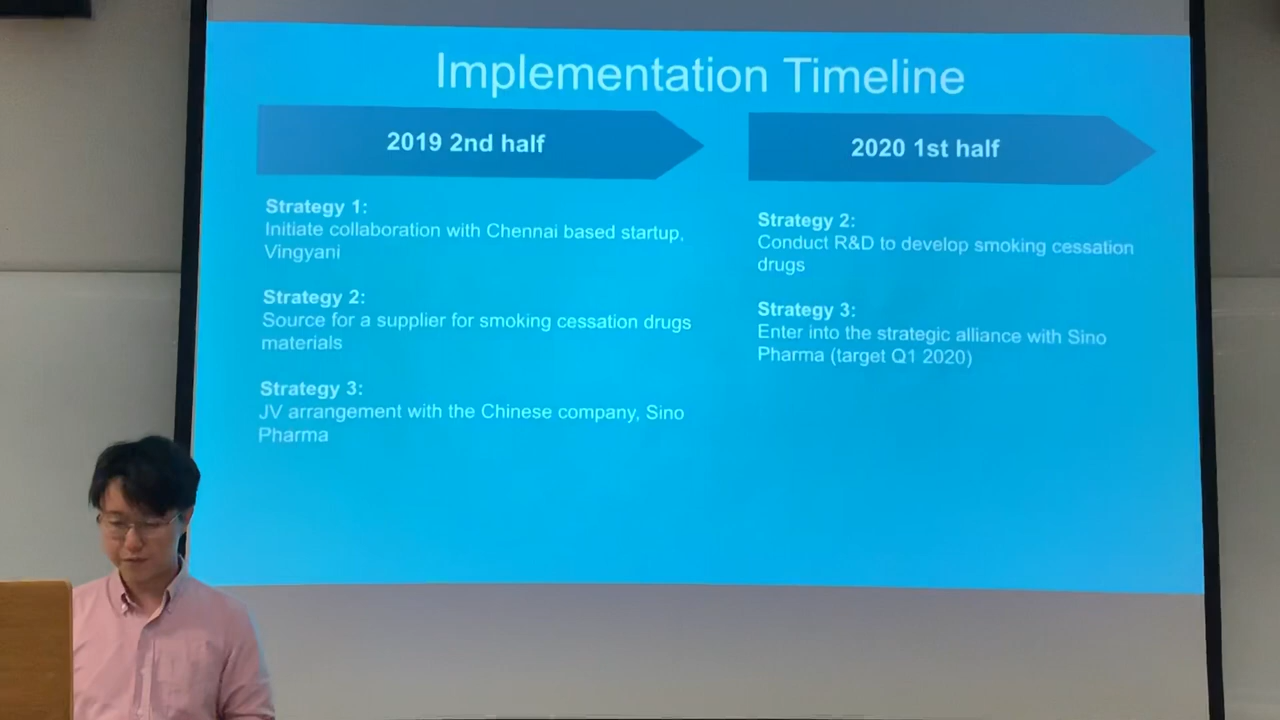 Implementation Timeline
2019 2nd half
Strategy 1:
Initiate collaboration with Chennai based startup,
Vingyani
Strategy 2:
Source for a supplier for smoking cessation drugs
materials
Strategy 3:
JV arrangement with the Chinese company, Sino
Pharma
2020 1st half
Strategy 2:
Conduct R&D to develop smoking cessation
drugs
Strategy 3:
Enter into the strategic alliance with Sino
Pharma (target Q1 2020)